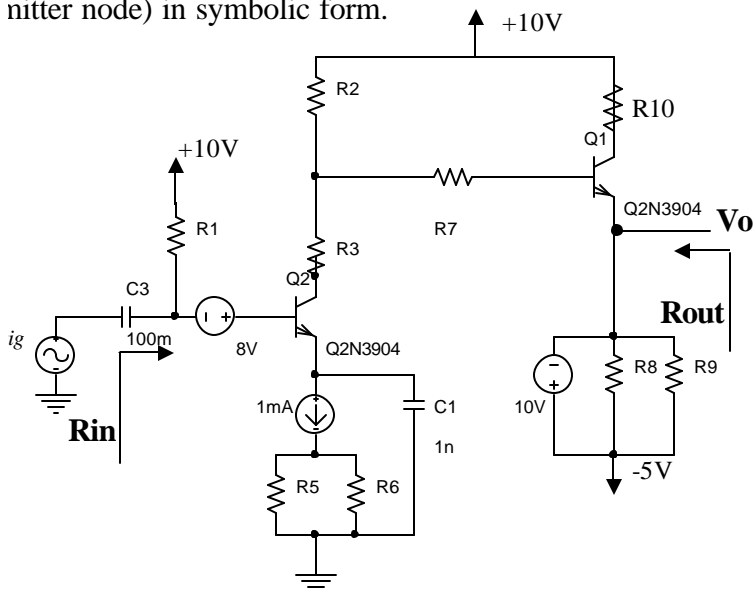 nitter node) in symbolic form.
+10V
R2
R10
Q1
+10V
R7
Q2N3904
Vo
R1
R3
Q2
C3
ig
100m
8V
Q2N3904
Rout
Rin
1mA
C1
1n
10V
R8
R9
R5
R6
-5V